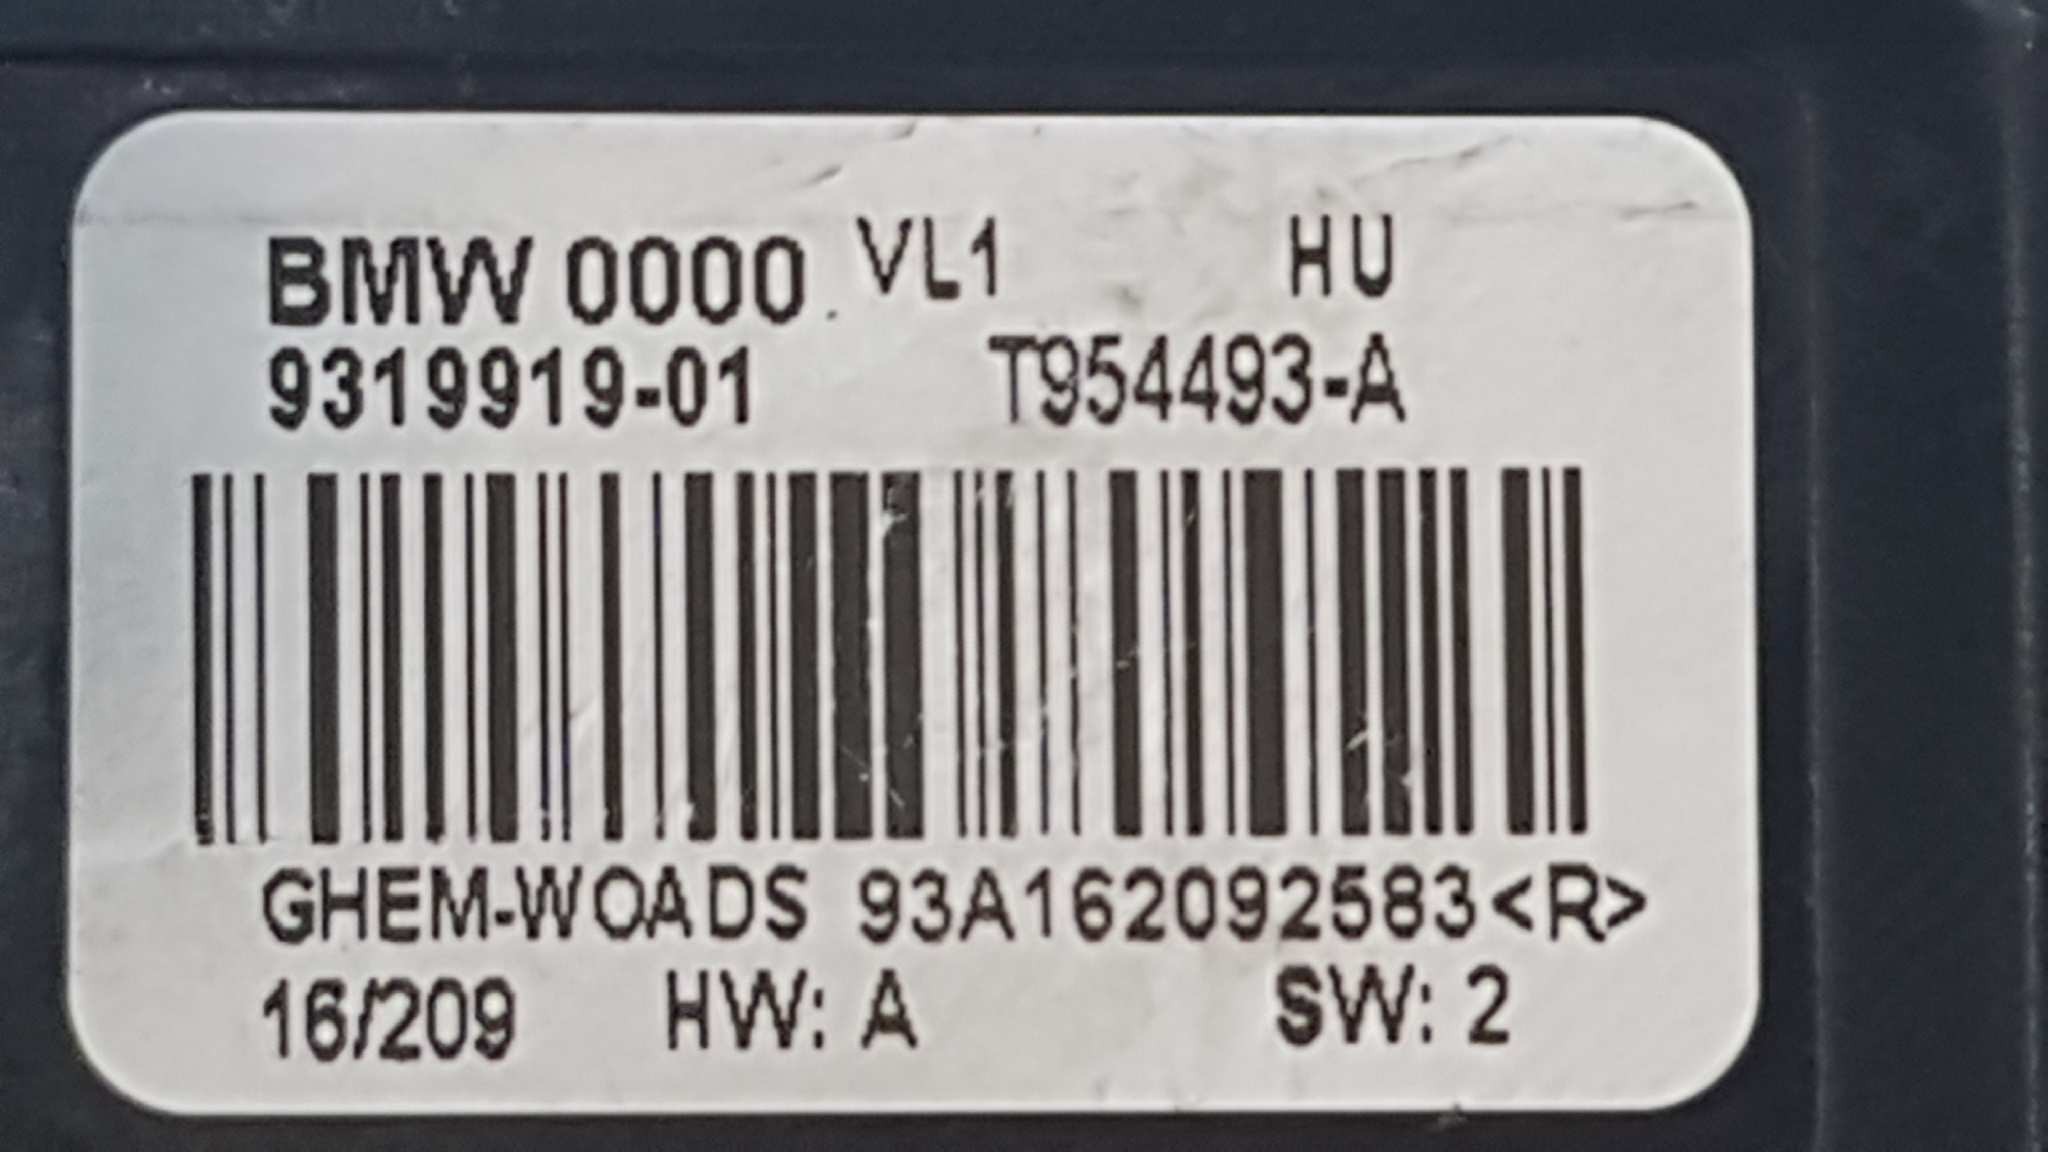 BMW 0000 VL1 HU
9319919-01 T954493-A
GHEM-WOADS 93A162092583<R>
16/209 HW: A SW: 2